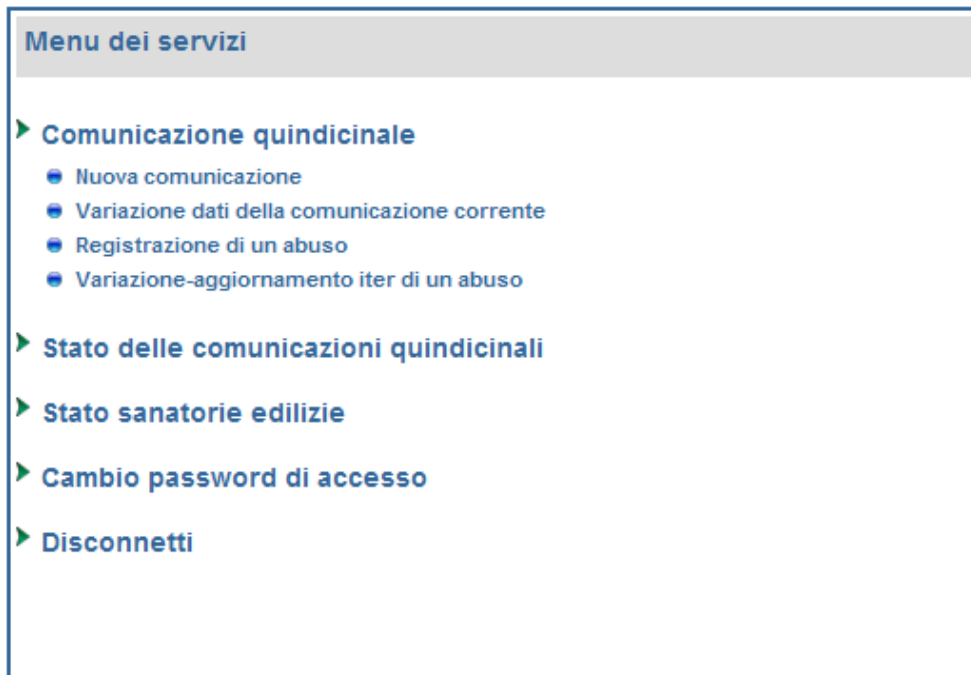 Menu dei servizi
Comunicazione quindicinale
Nuova comunicazione
Variazione dati della comunicazione corrente
Registrazione di un abuso
Variazione-aggiornamento iter di un abuso
Stato delle comunicazioni quindicinali
Stato sanatorie edilizie
Cambio password di accesso
Disconnetti